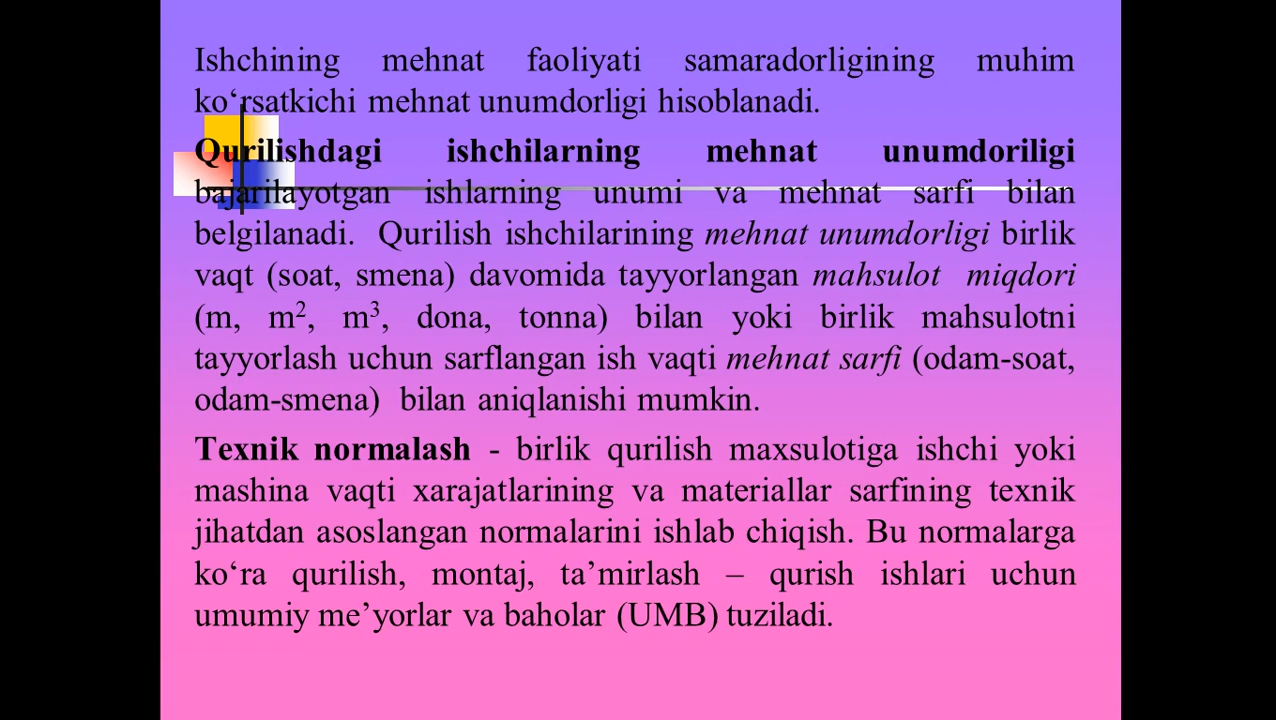 Ishchining mehnat faoliyati samaradorligining muhim
ko‘rsatkichi mehnat unumdorligi hisoblanadi.
Qurilishdagi ishchilarning mehnat unumdoriligi
bajarilayotgan ishlarning unumi va mehnat sarfi bilan
belgilanadi. Qurilish ishchilarining mehnat unumdorligi birlik
vaqt (soat, smena) davomida tayyorlangan mahsulot miqdori
(m, m², m³, dona, tonna) bilan yoki birlik mahsulotni
tayyorlash uchun sarflangan ish vaqti mehnat sarfi (odam-soat,
odam-smena) bilan aniqlanishi mumkin.
Texnik normalash - birlik qurilish maxsulotiga ishchi yoki
mashina vaqti xarajatlarining va materiallar sarfining texnik
jihatdan asoslangan normalarini ishlab chiqish. Bu normalarga
ko‘ra qurilish, montaj, ta’mirlash – qurish ishlari uchun
umumiy me’yorlar va baholar (UMB) tuziladi.